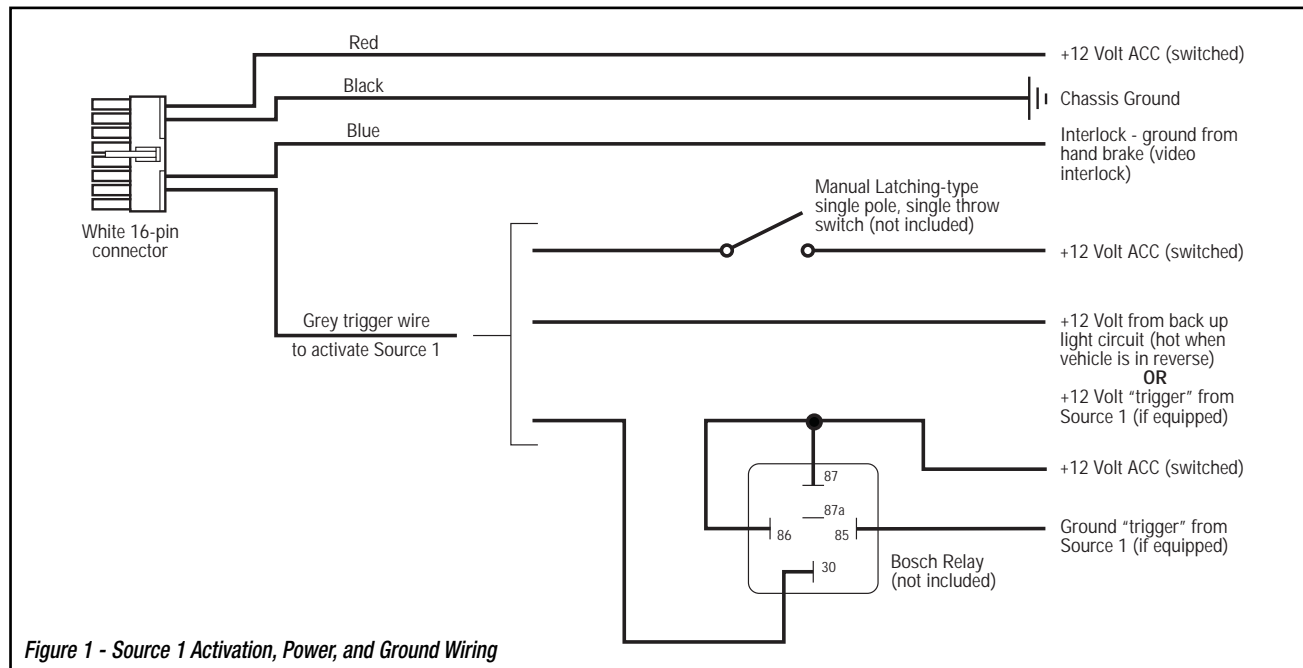 Red
+12 Volt ACC (switched)
Black
Chassis Ground
Blue
Interlock - ground from
hand brake (video
interlock)
White 16-pin
connector
Manual Latching-type
single pole, single throw
switch (not included)
+12 Volt ACC (switched)
Grey trigger wire
to activate Source 1
+12 Volt from back up
light circuit (hot when
vehicle is in reverse)
OR
+12 Volt “trigger” from
Source 1 (if equipped)
+12 Volt ACC (switched)
87
87a
86
85
30
Ground “trigger” from
Source 1 (if equipped)
Bosch Relay
(not included)
Figure 1 - Source 1 Activation, Power, and Ground Wiring